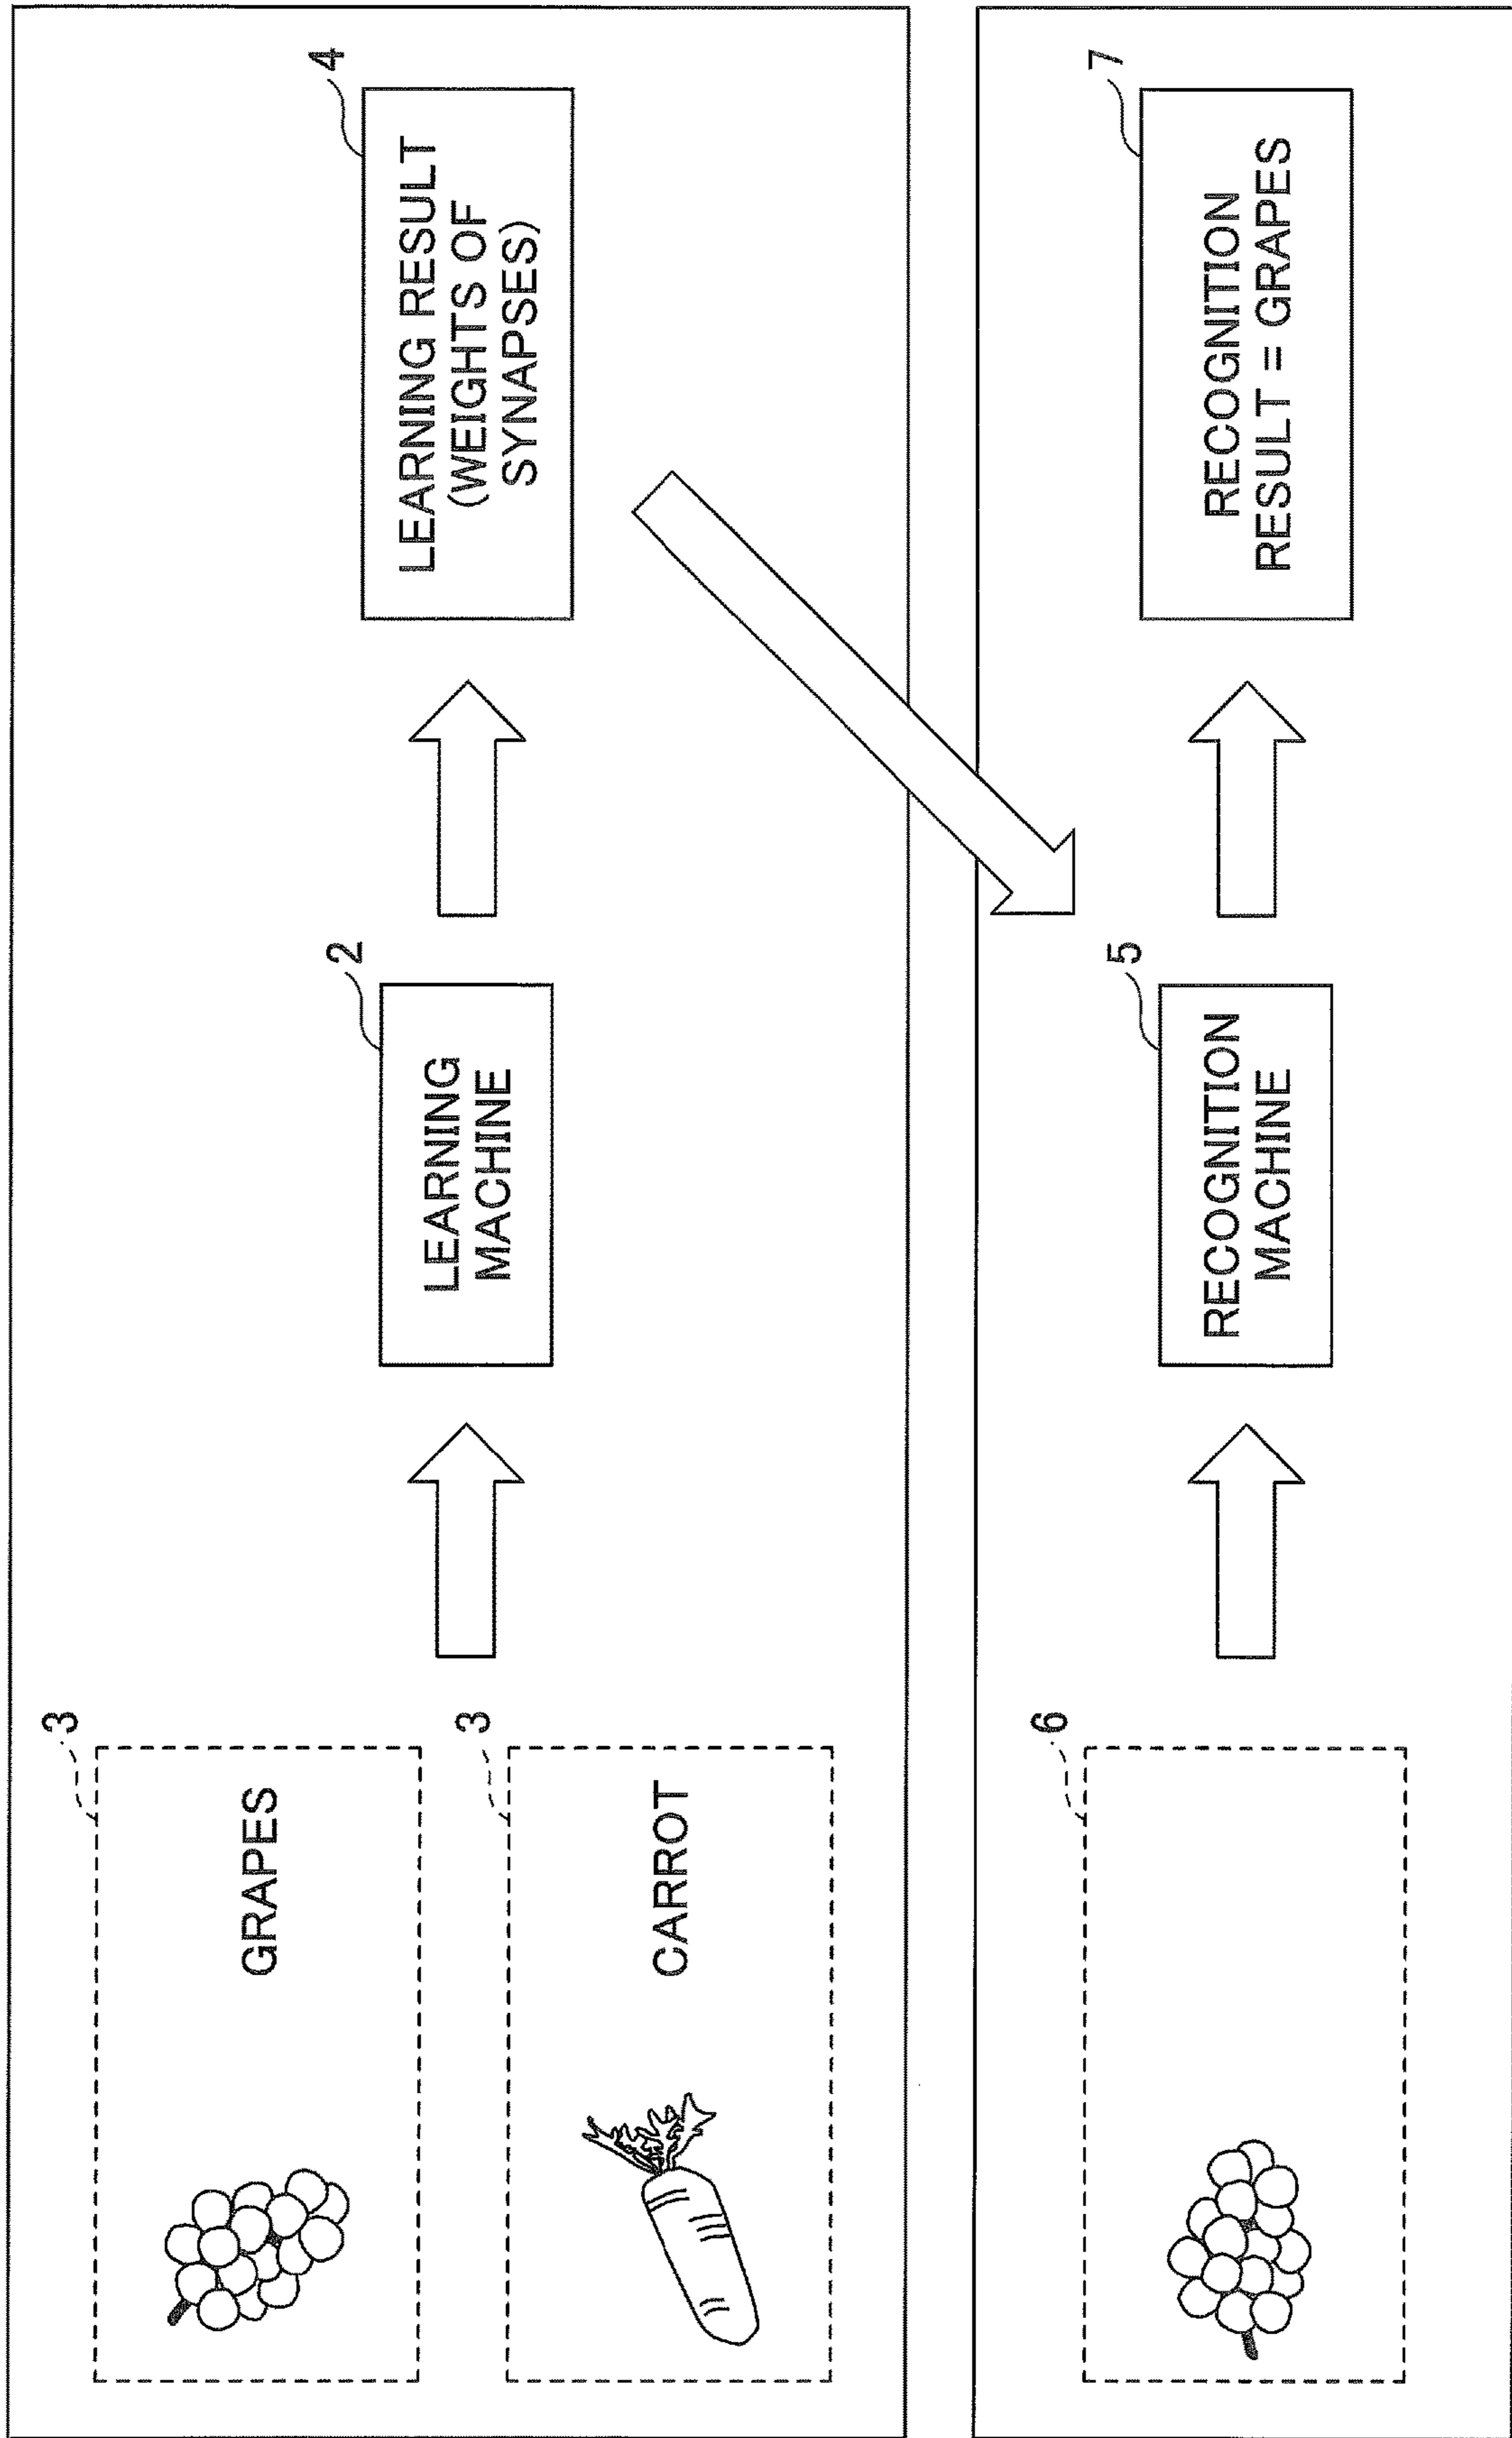 3
GRAPES
3
CARROT
2
LEARNING
MACHINE
4
LEARNING RESULT
(WEIGHTS OF
SYNAPSES)
6
5
RECOGNITION
MACHINE
7
RECOGNITION
RESULT = GRAPES